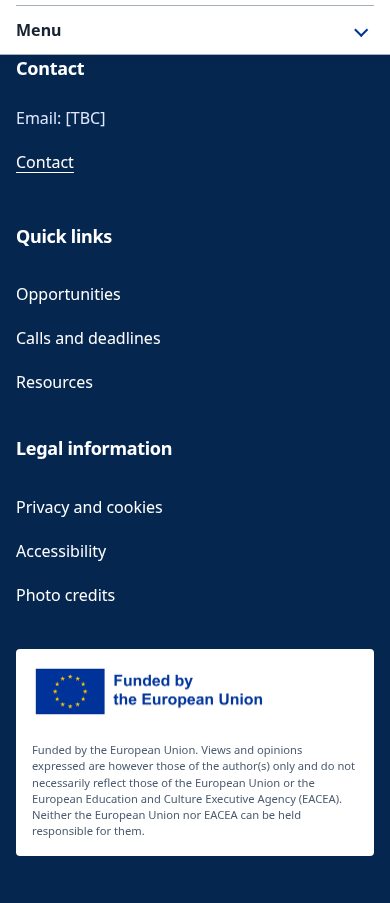 Menu
Contact
Email: [TBC]
Contact
Quick links
Opportunities
Calls and deadlines
Resources
Legal information
Privacy and cookies
Accessibility
Photo credits
Funded by
the European Union
Funded by the European Union. Views and opinions
expressed are however those of the author(s) only and do not
necessarily reflect those of the European Union or the
European Education and Culture Executive Agency (EACEA).
Neither the European Union nor EACEA can be held
responsible for them.